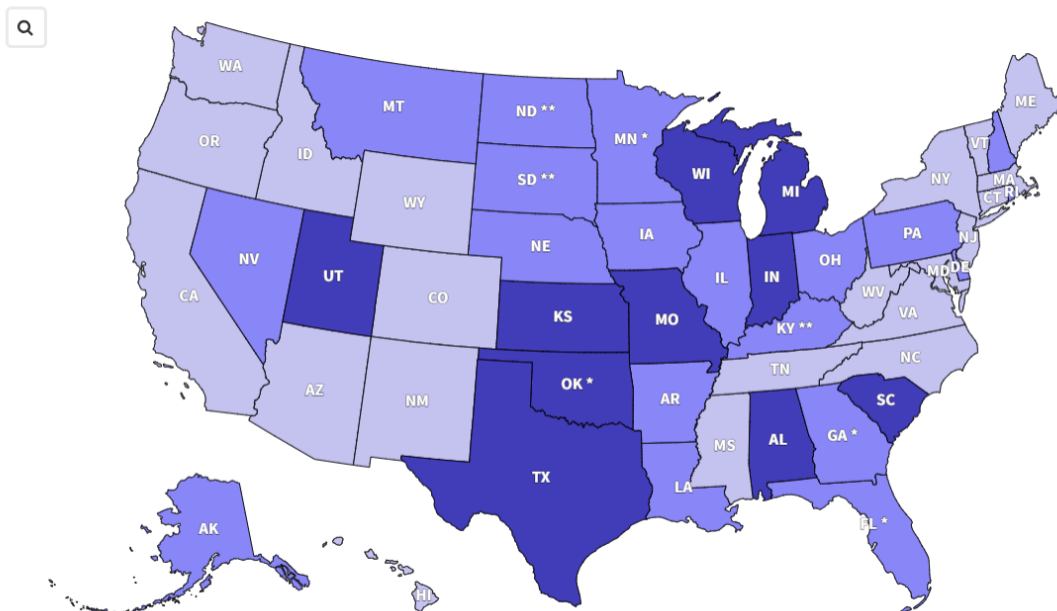 WA
MT
ND **
MN *
ME
OR
ID
SD **
WI
MI
VT
NY
MA
CT
RI
WY
NE
IA
PA
NJ
NV
UT
CO
IL
IN
OH
MD
DE
CA
KS
MO
KY **
WV
VA
AZ
NM
OK *
AR
TN
NC
SC
MS
AL
GA *
TX
LA
FL *
AK
HI